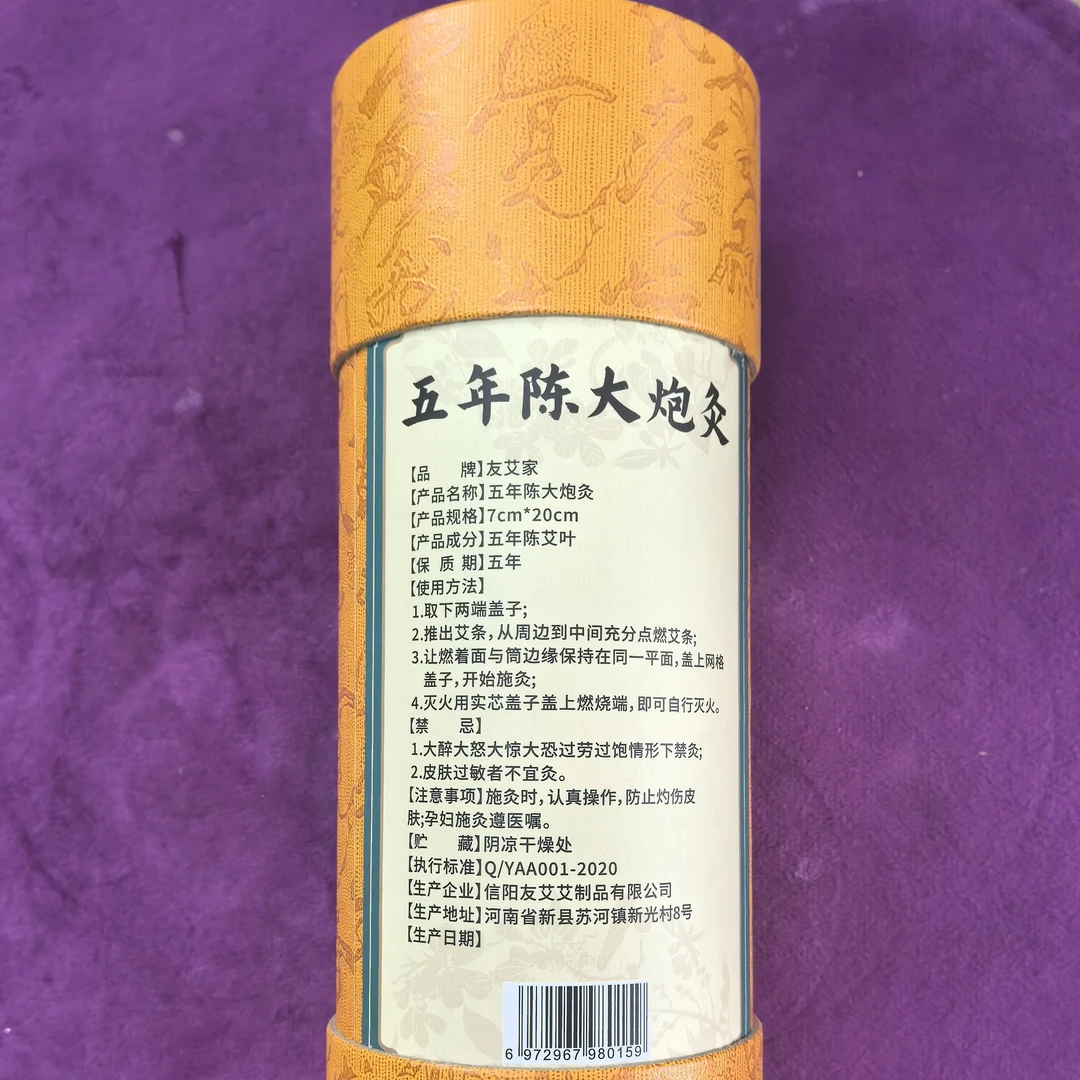 五年陈大炮灸
【品 牌】友艾家
【产品名称】五年陈大炮灸
【产品规格】7cm*20cm
【产品成分】五年陈艾叶
【保质期】五年
【使用方法】
1.取下两端盖子;
2.推出艾条,从周边到中间充分点燃艾条;
3.让燃着面与筒边缘保持在同一平面,盖上网格
盖子,开始施灸;
4.灭火用实芯盖子盖上燃烧端,即可自行灭火。
【禁 忌】
1.大醉大怒大惊大恐过劳过饱情形下禁灸;
2.皮肤过敏者不宜灸。
【注意事项】施灸时,认真操作,防止灼伤皮
肤;孕妇施灸遵医嘱。
【贮 藏】阴凉干燥处
【执行标准】Q/YAA001-2020
【生产企业】信阳友艾艾制品有限公司
【生产地址】河南省新县苏河镇新光村8号
【生产日期】
6 972967 980159